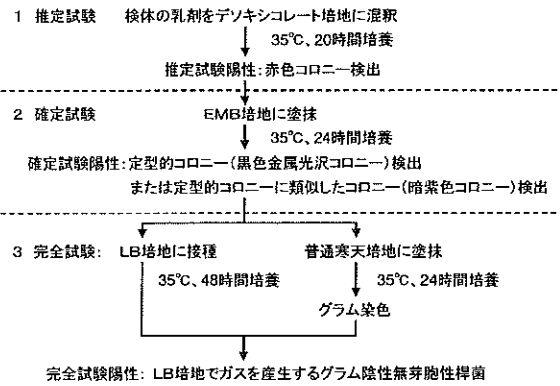 1 推定試験 検体の乳剤をデソキシコレート培地に混釈
35℃、20時間培養
推定試験陽性：赤色コロニー検出
2 確定試験 EMB培地に塗抹
35℃、24時間培養
確定試験陽性：定型的コロニー（黒色金属光沢コロニー）検出
または定型的コロニーに類似したコロニー（暗紫色コロニー）検出
3 完全試験： LB培地に接種 普通寒天培地に塗抹
35℃、48時間培養 35℃、24時間培養
グラム染色
完全試験陽性： LB培地でガスを産生するグラム陰性無芽胞性桿菌